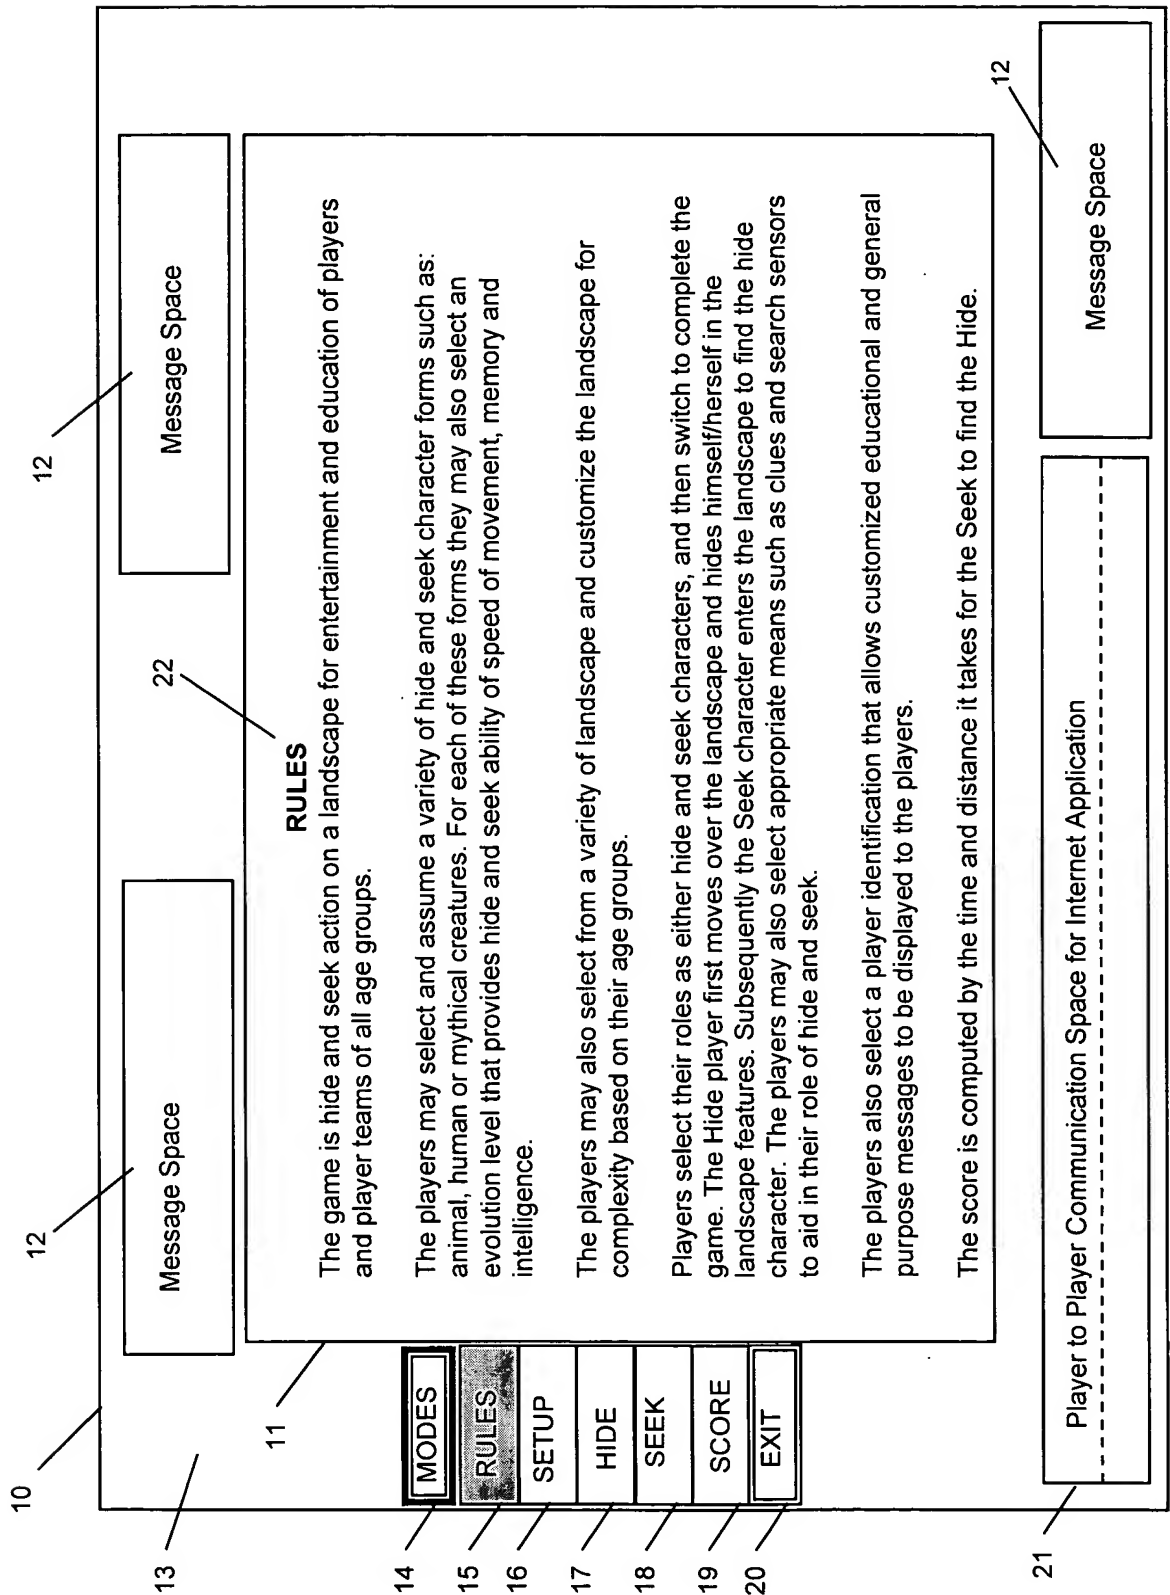 10
12
22
12
13
Message Space
Message Space
11
RULES
The game is hide and seek action on a landscape for entertainment and education of players
and player teams of all age groups.
The players may select and assume a variety of hide and seek character forms such as:
animal, human or mythical creatures. For each of these forms they may also select an
evolution level that provides hide and seek ability of speed of movement, memory and
intelligence.
The players may also select from a variety of landscape and customize the landscape for
complexity based on their age groups.
Players select their roles as either hide and seek characters, and then switch to complete the
game. The Hide player first moves over the landscape and hides himself/herself in the
landscape features. Subsequently the Seek character enters the landscape to find the hide
character. The players may also select appropriate means such as clues and search sensors
to aid in their role of hide and seek.
The players also select a player identification that allows customized educational and general
purpose messages to be displayed to the players.
The score is computed by the time and distance it takes for the Seek to find the Hide.
14
MODES
15
RULES
16
SETUP
17
HIDE
18
SEEK
19
SCORE
20
EXIT
12
21
Player to Player Communication Space for Internet Application
Message Space